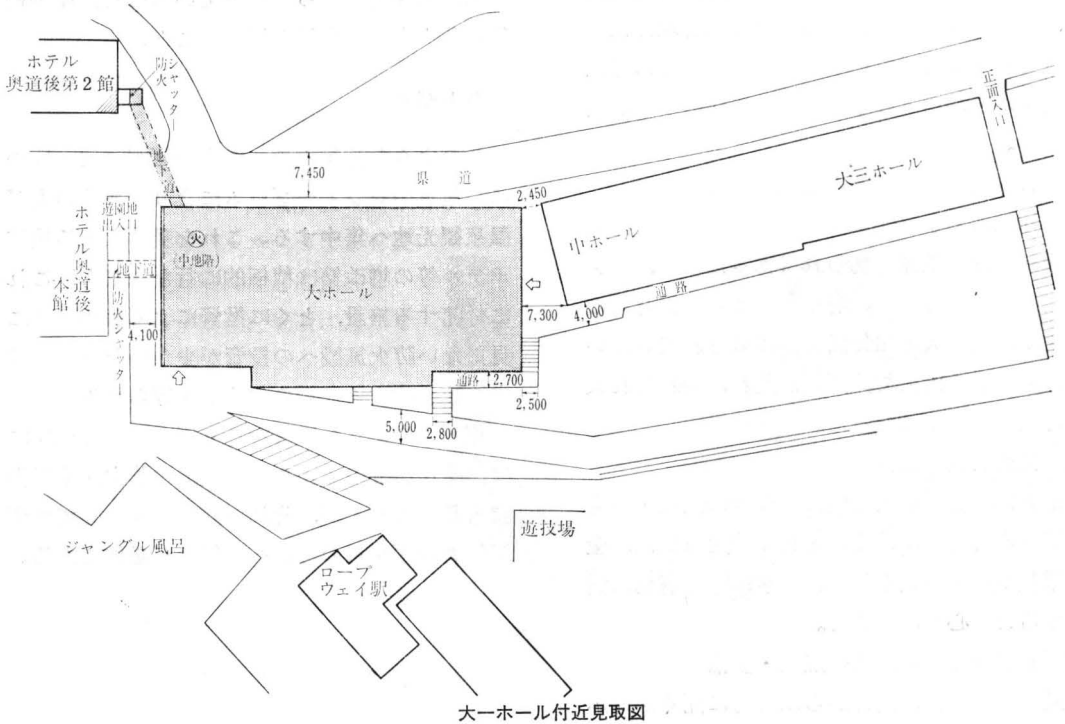 ホテル
奥道後第2館
防火
シャッター
地下道
7,450
県道
2,450
正面入口
大三ホール
中ホール
遊園地
出入口
ホテル奥道後
本館
地下道
防火シャッター
4,100
火
(中地路)
大ホール
7,300
4,000
通路
通路
2,700
2,500
5,000
2,800
ジャングル風呂
ロープ
ウェイ駅
遊技場
大一ホール付近見取図